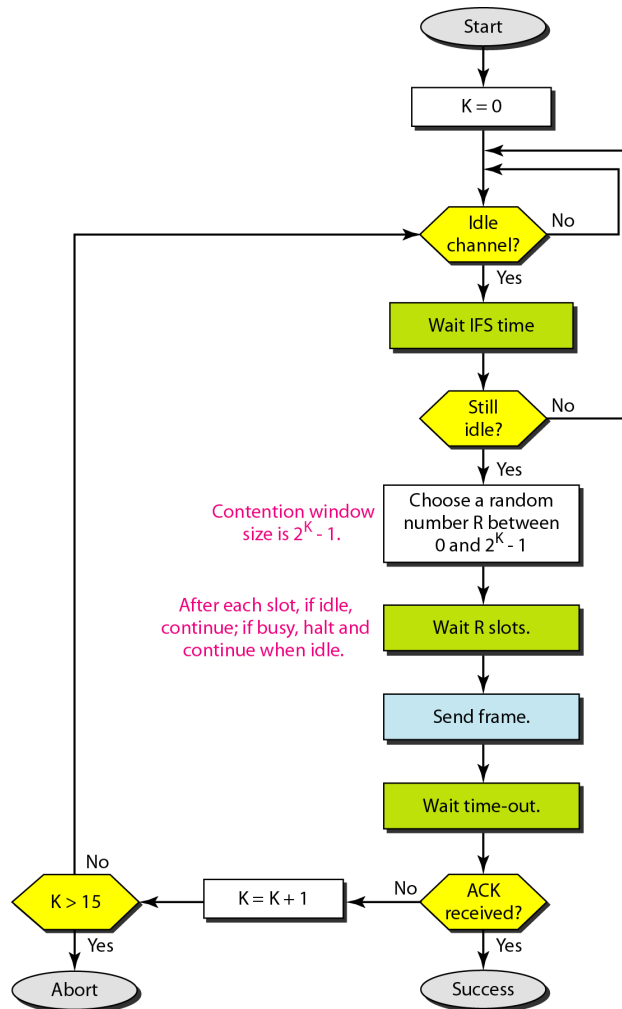 Start
K = 0
Idle
channel?
No
Yes
Wait IFS time
Still
idle?
No
Yes
Contention window
size is 2^K - 1.
Choose a random
number R between
0 and 2^K - 1
After each slot, if idle,
continue; if busy, halt and
continue when idle.
Wait R slots.
Send frame.
Wait time-out.
ACK
received?
No
Yes
K = K + 1
K > 15
No
Yes
Abort
Success